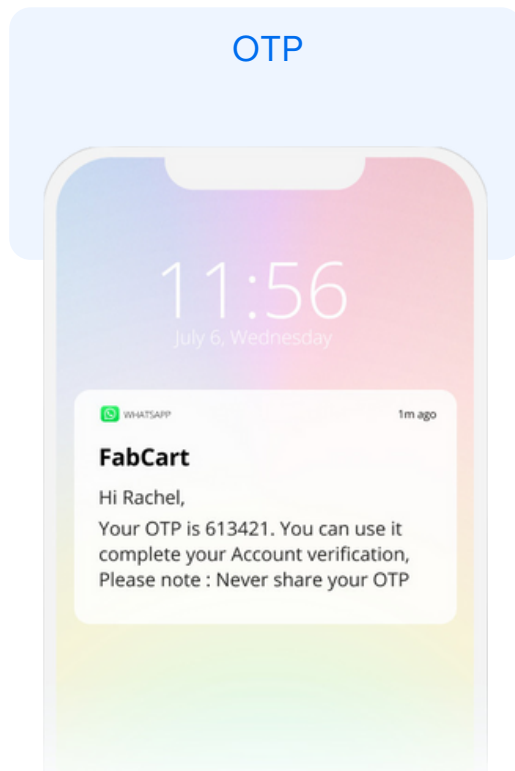 OTP
11:56
July 6, Wednesday
WHATSAPP 1m ago
FabCart
Hi Rachel,
Your OTP is 613421. You can use it
complete your Account verification,
Please note : Never share your OTP